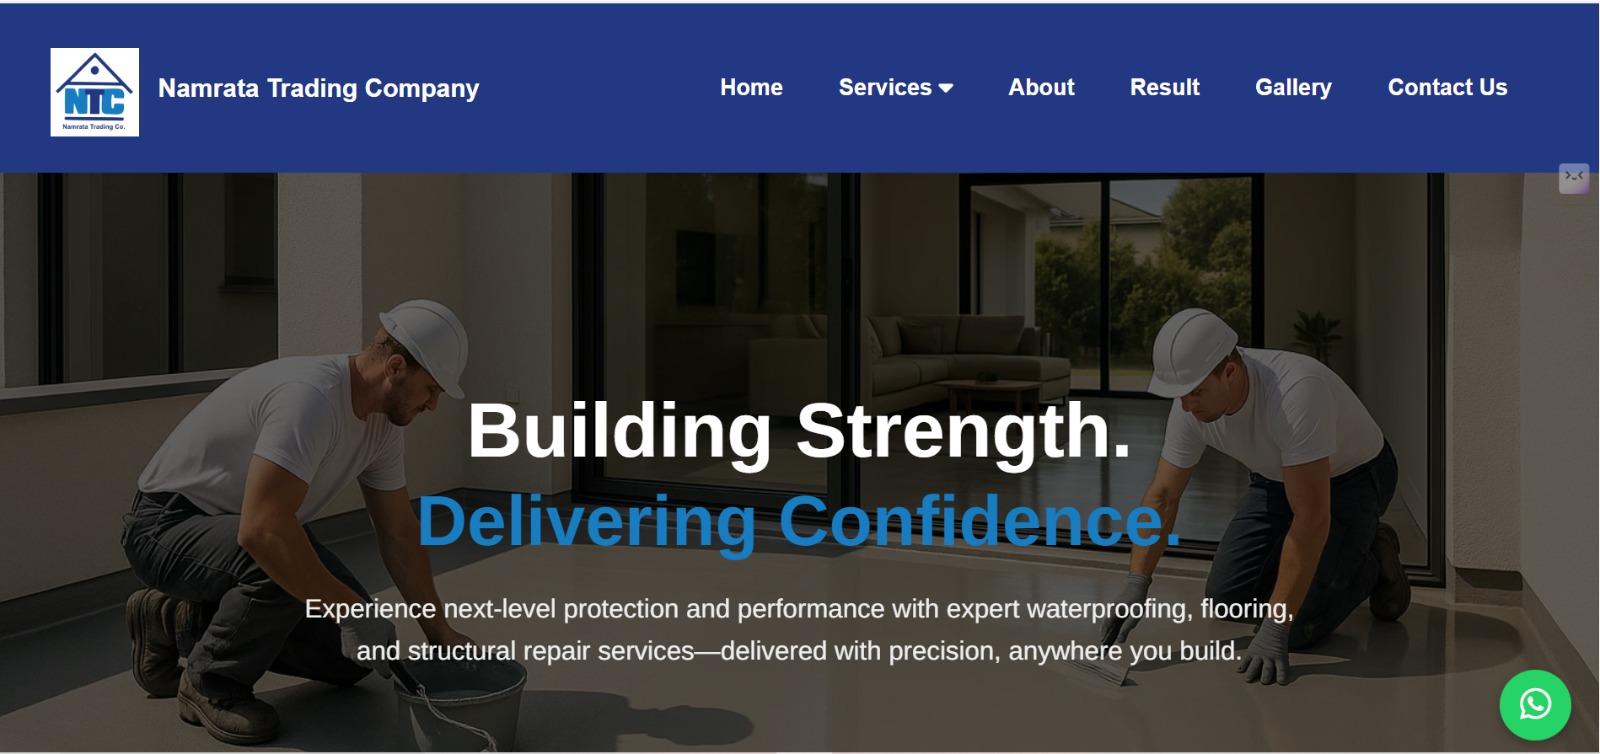 NTC
Namrata Trading Co.
Namrata Trading Company
Home
Services
About
Result
Gallery
Contact Us
Building Strength.
Delivering Confidence.
Experience next-level protection and performance with expert waterproofing, flooring,
and structural repair services—delivered with precision, anywhere you build.